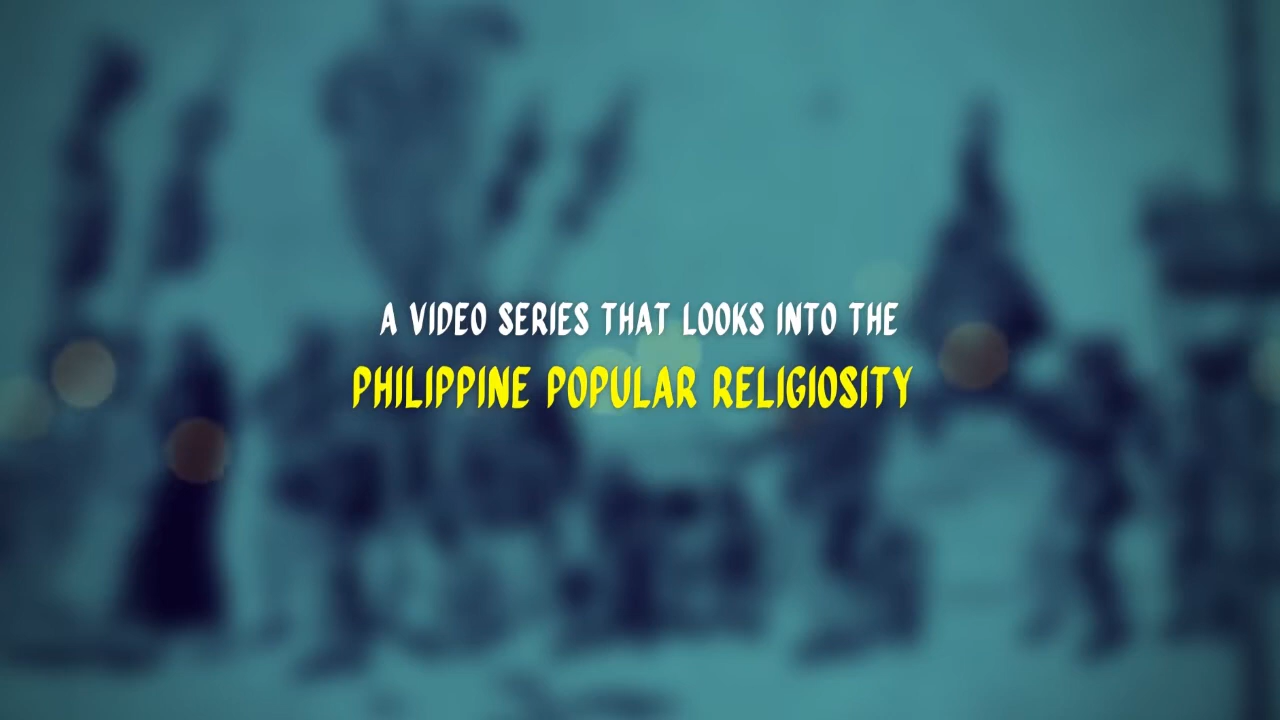 A VIDEO SERIES THAT LOOKS INTO THE
PHILIPPINE POPULAR RELIGIOSITY